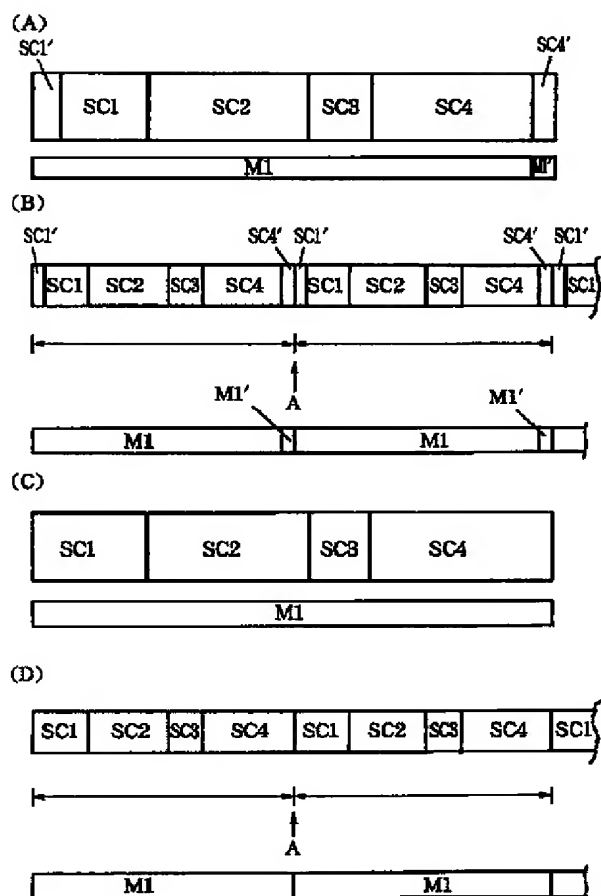 (A)
SC1′ SC4′
SC1 SC2 SC3 SC4
M1 M1′
(B)
SC1′ SC4′ SC1′ SC4′ SC1′
SC1 SC2 SC3 SC4 SC1 SC2 SC3 SC4 SC1
A
M1′ M1′
M1 M1
(C)
SC1 SC2 SC3 SC4
M1
(D)
SC1 SC2 SC3 SC4 SC1 SC2 SC3 SC4 SC1
A
M1 M1